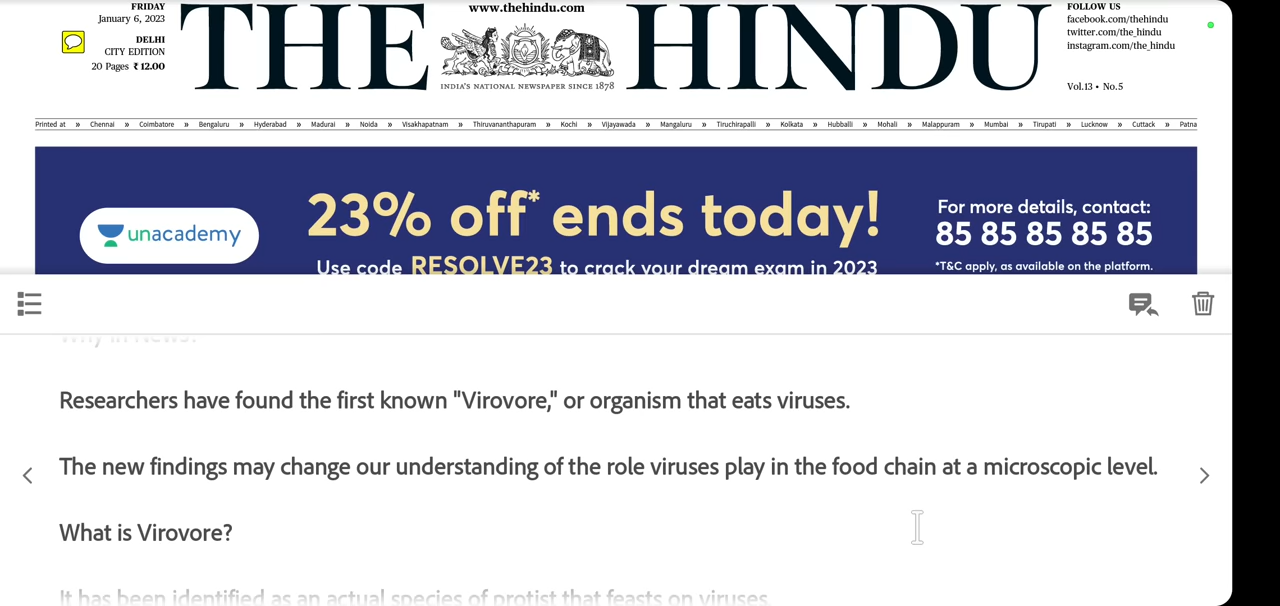 FRIDAY
January 6, 2023
DELHI
CITY EDITION
20 Pages ₹ 12.00
THE HINDU
www.thehindu.com
INDIA'S NATIONAL NEWSPAPER SINCE 1878
FOLLOW US
facebook.com/thehindu
twitter.com/the_hindu
instagram.com/the_hindu
Vol.13 • No.5
Printed at » Chennai » Coimbatore » Bengaluru » Hyderabad » Madurai » Noida » Visakhapatnam » Thiruvananthapuram » Kochi » Vijayawada » Mangaluru » Tiruchirapalli » Kolkata » Hubballi » Mohali » Malappuram » Mumbai » Tirupati » Lucknow » Cuttack » Patna
unacademy
23% off* ends today!
Use code RESOLVE23 to crack your dream exam in 2023
For more details, contact:
85 85 85 85 85
*T&C apply, as available on the platform.
Why in News?
Researchers have found the first known "Virovore," or organism that eats viruses.
The new findings may change our understanding of the role viruses play in the food chain at a microscopic level.
What is Virovore?
It has been identified as an actual species of protist that feasts on viruses.